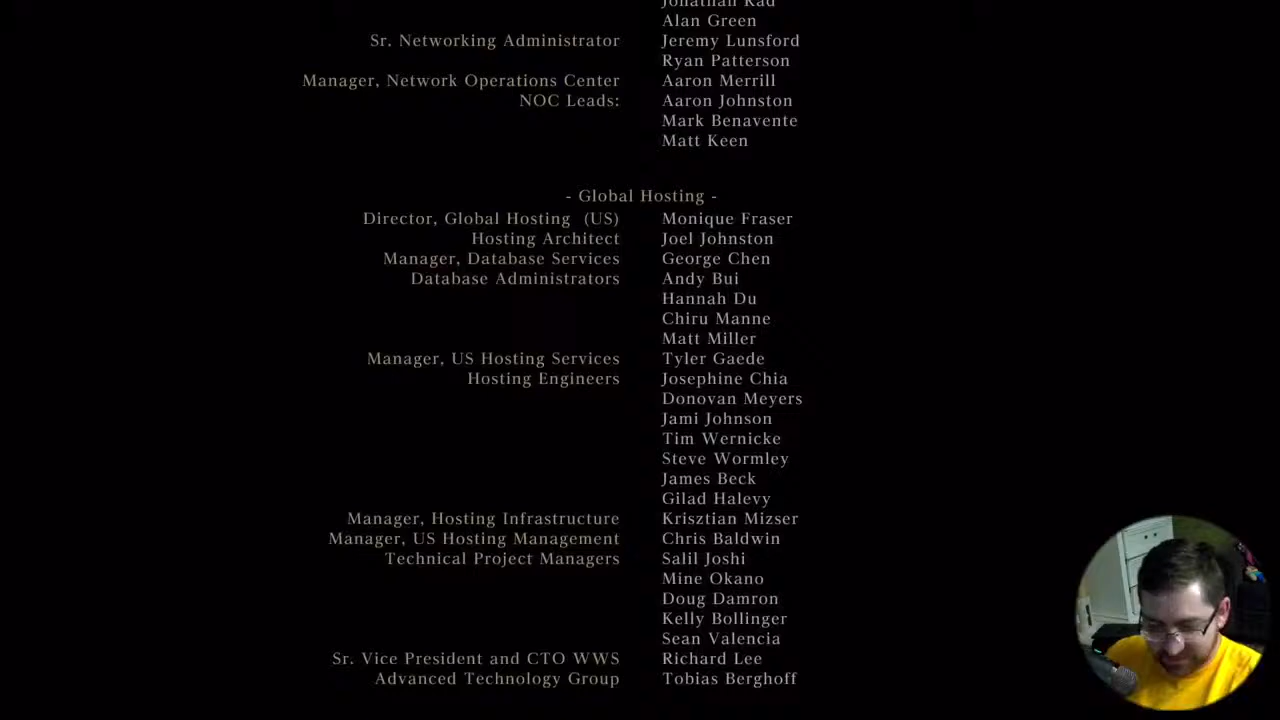 Jonathan Rad
Alan Green
Sr. Networking Administrator Jeremy Lunsford
Ryan Patterson
Manager, Network Operations Center Aaron Merrill
NOC Leads: Aaron Johnston
Mark Benavente
Matt Keen
- Global Hosting -
Director, Global Hosting (US) Monique Fraser
Hosting Architect Joel Johnston
Manager, Database Services George Chen
Database Administrators Andy Bui
Hannah Du
Chiru Manne
Matt Miller
Manager, US Hosting Services Tyler Gaede
Hosting Engineers Josephine Chia
Donovan Meyers
Jami Johnson
Tim Wernicke
Steve Wormley
James Beck
Gilad Halevy
Manager, Hosting Infrastructure Krisztian Mizser
Manager, US Hosting Management Chris Baldwin
Technical Project Managers Salil Joshi
Mine Okano
Doug Damron
Kelly Bollinger
Sean Valencia
Sr. Vice President and CTO WWS Richard Lee
Advanced Technology Group Tobias Berghoff